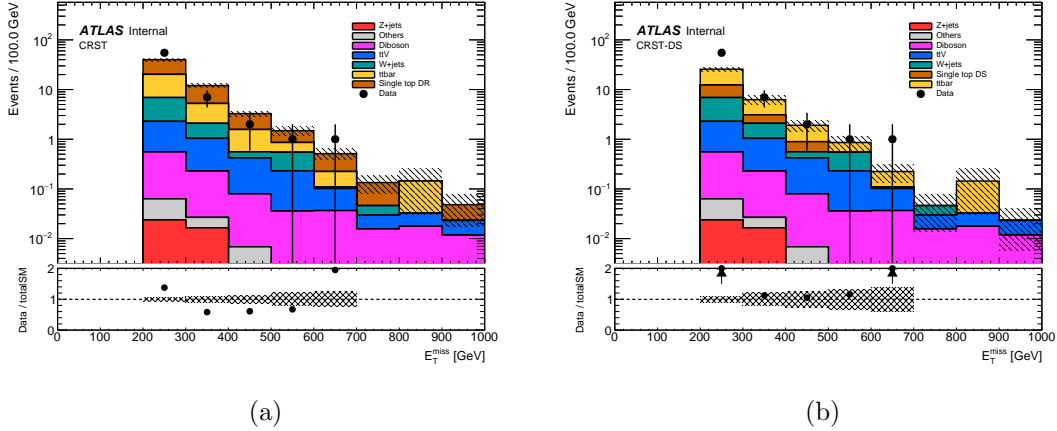 Events / 100.0 GeV
10²
10
1
10⁻¹
10⁻²
ATLAS Internal
CRST
Z+jets
Others
Diboson
ttV
W+jets
ttbar
Single top DR
Data
Data / totalSM
2
1
0
0 100 200 300 400 500 600 700 800 900 1000
E_T^miss [GeV]
(a)
Events / 100.0 GeV
10²
10
1
10⁻¹
10⁻²
ATLAS Internal
CRST-DS
Z+jets
Others
Diboson
ttV
W+jets
Single top DS
ttbar
Data
Data / totalSM
2
1
0
0 100 200 300 400 500 600 700 800 900 1000
E_T^miss [GeV]
(b)